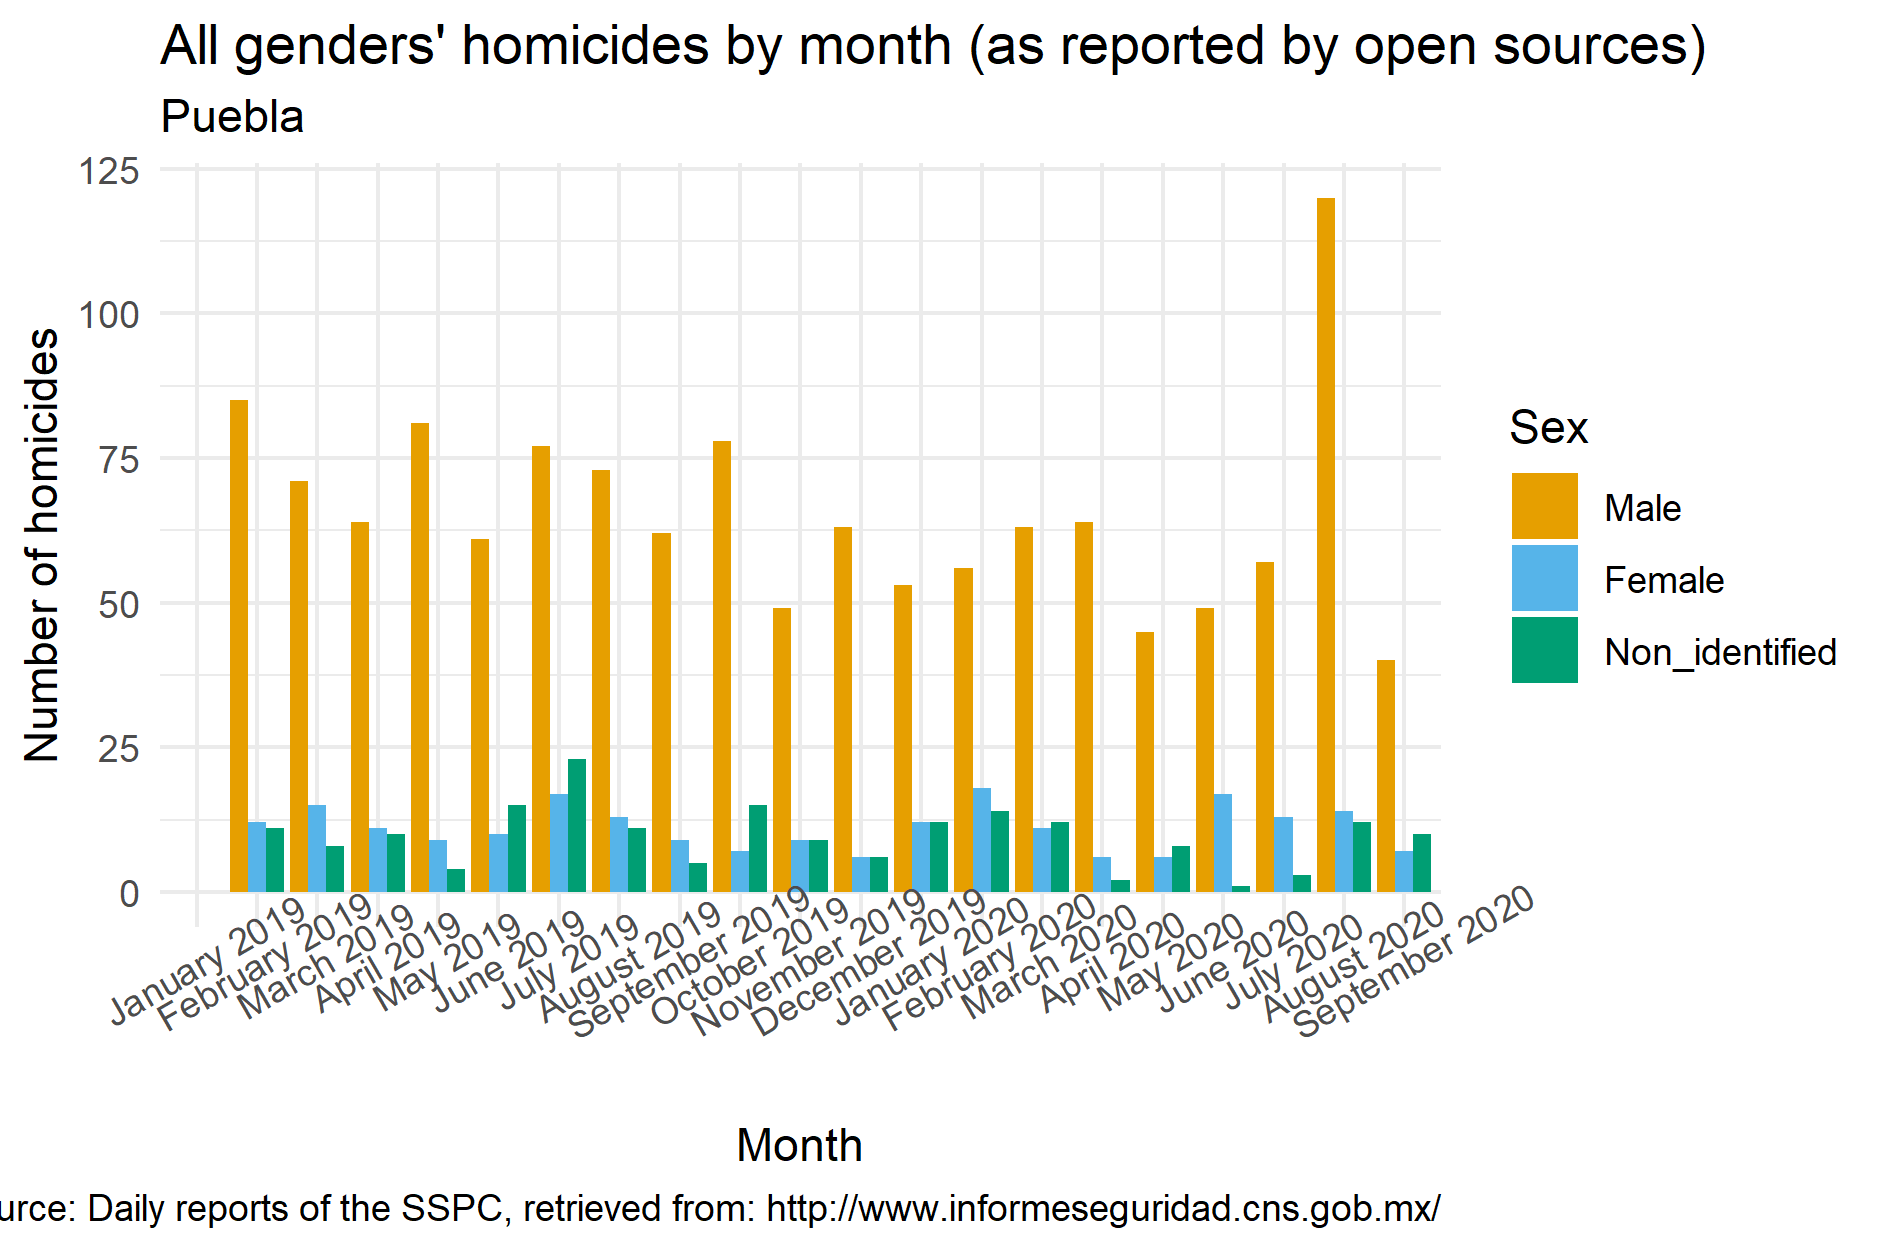 All genders' homicides by month (as reported by open sources)
Puebla
Number of homicides
125
100
75
50
25
0
January 2019
February 2019
March 2019
April 2019
May 2019
June 2019
July 2019
August 2019
September 2019
October 2019
November 2019
December 2019
January 2020
February 2020
March 2020
April 2020
May 2020
June 2020
July 2020
August 2020
September 2020
Month
Sex
Male
Female
Non_identified
urce: Daily reports of the SSPC, retrieved from: http://www.informeseguridad.cns.gob.mx/